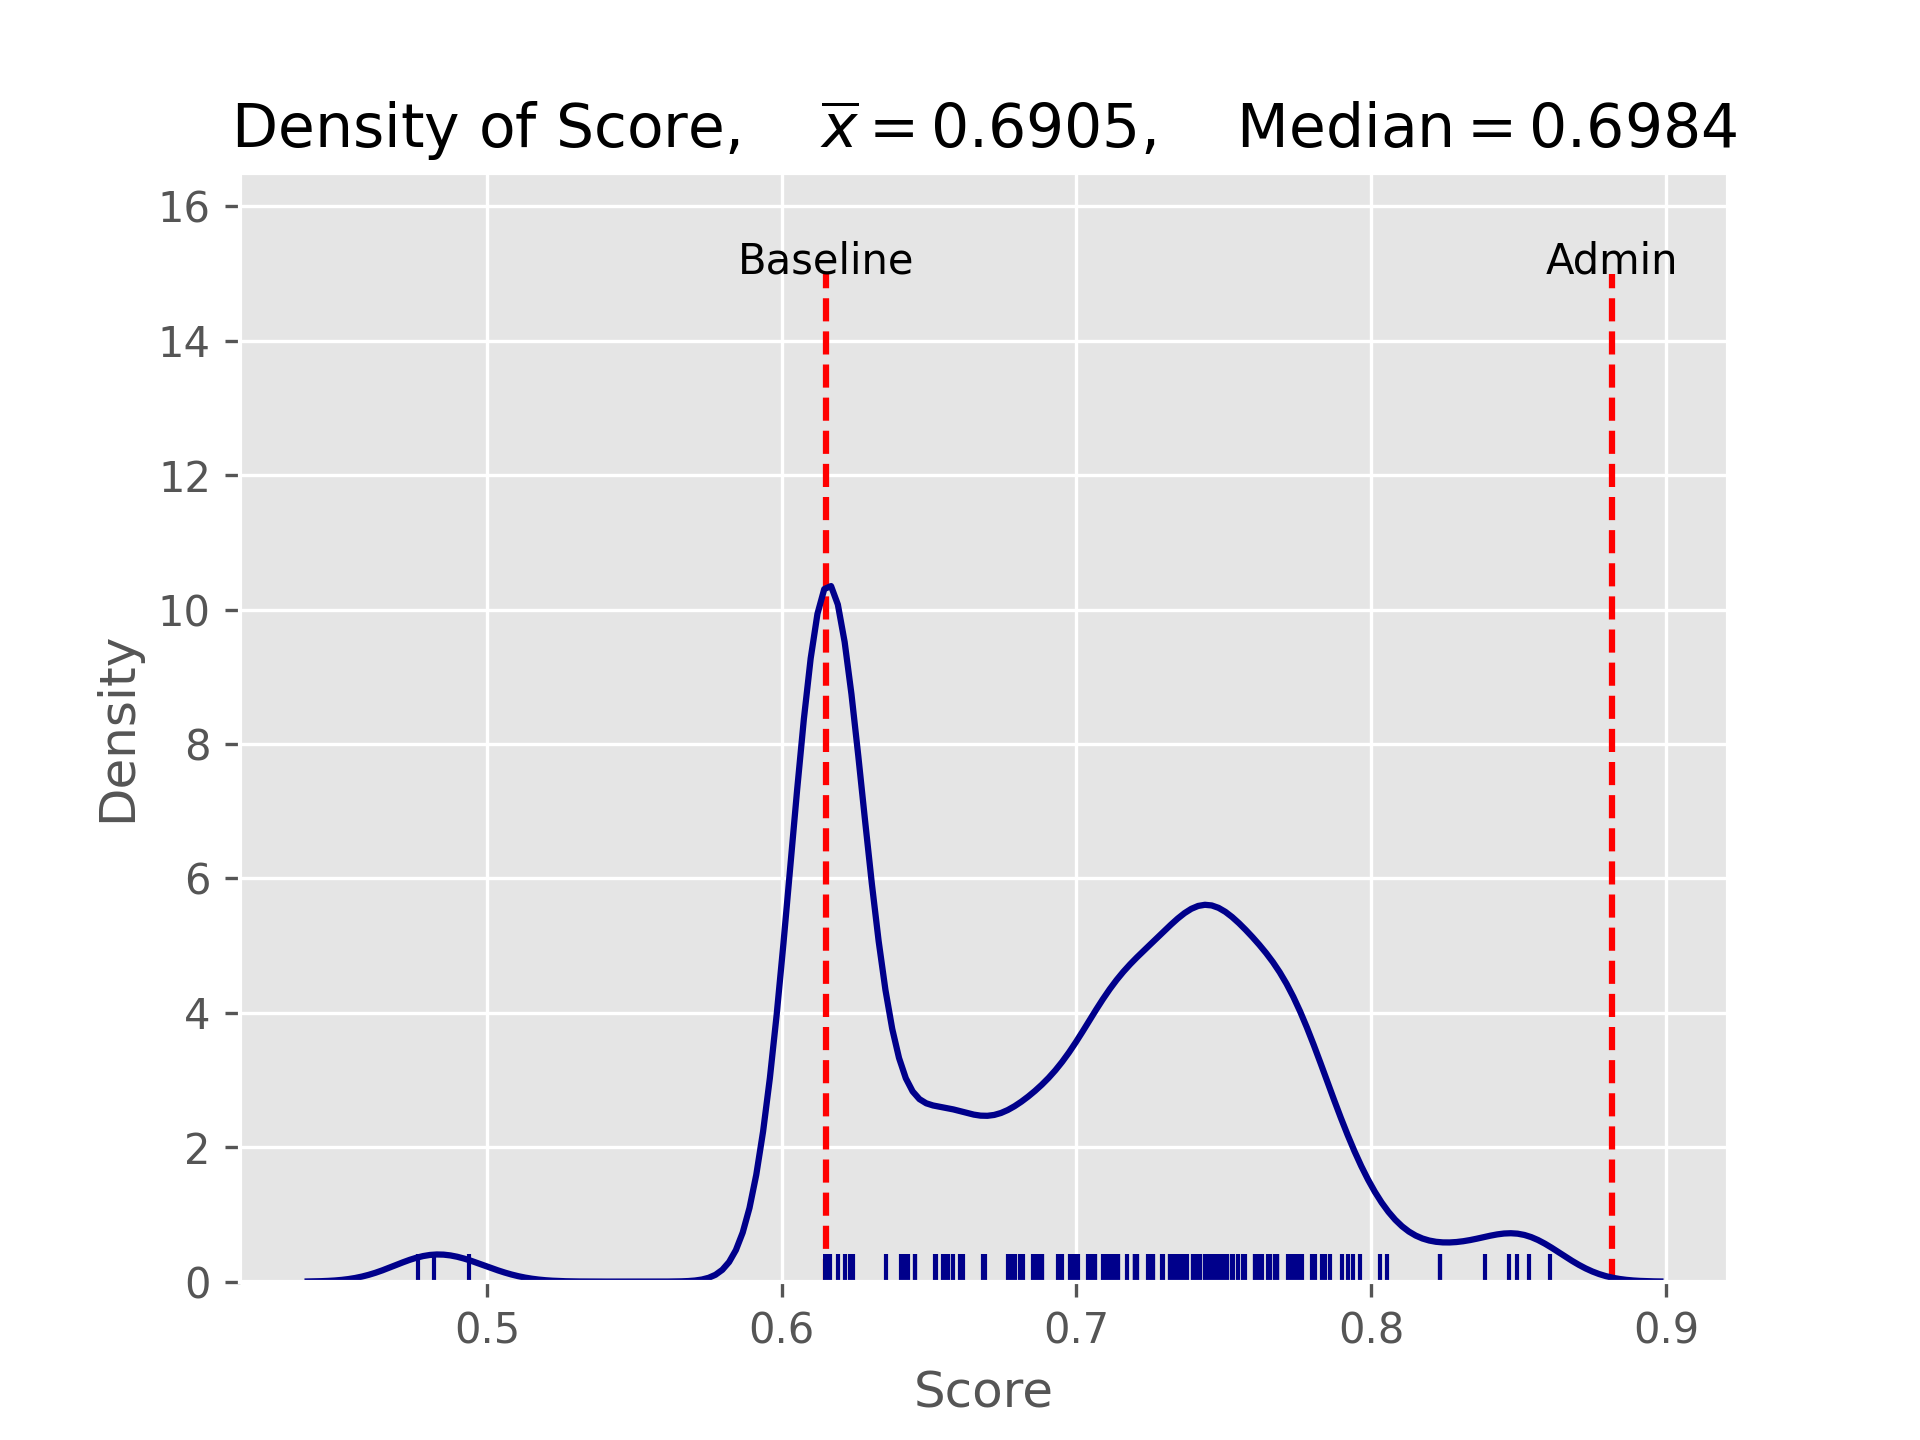 Density of Score, x̅ = 0.6905, Median = 0.6984
16
Baseline Admin
14
12
10
Density
8
6
4
2
0
0.5 0.6 0.7 0.8 0.9
Score